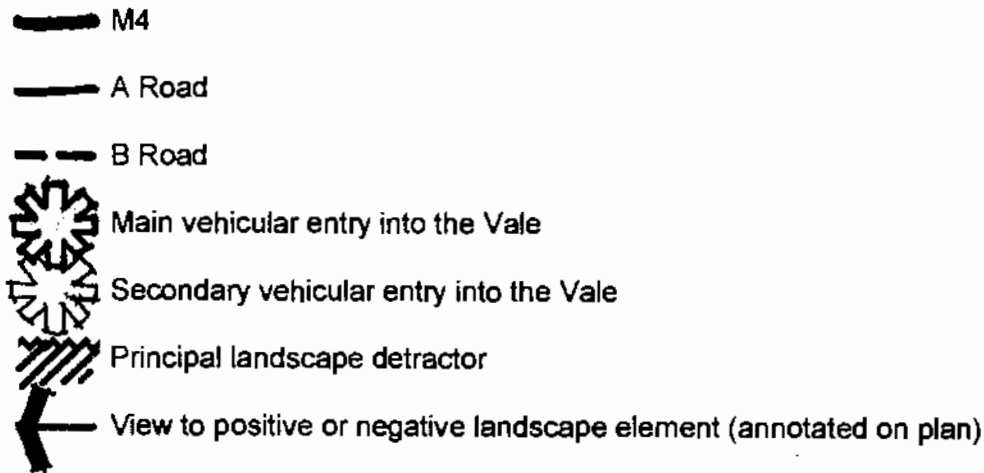 M4
A Road
B Road
Main vehicular entry into the Vale
Secondary vehicular entry into the Vale
Principal landscape detractor
View to positive or negative landscape element (annotated on plan)